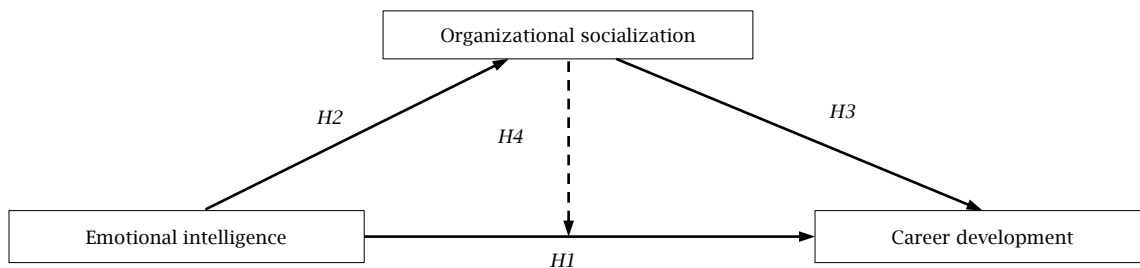 Organizational socialization
H2
H3
H4
Emotional intelligence
Career development
H1